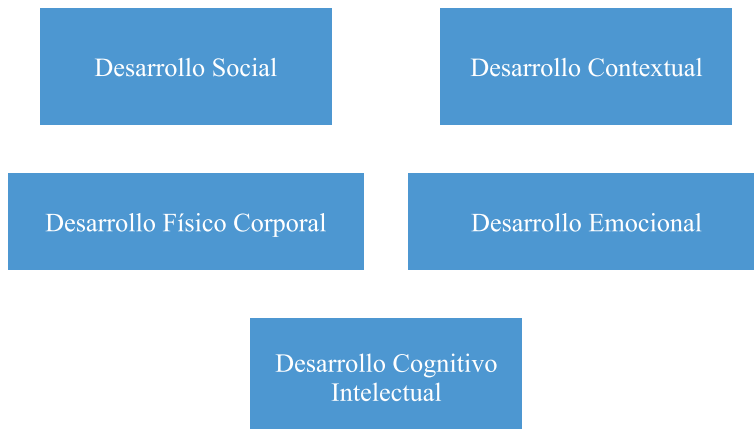 Desarrollo Social
Desarrollo Contextual
Desarrollo Físico Corporal
Desarrollo Emocional
Desarrollo Cognitivo
Intelectual